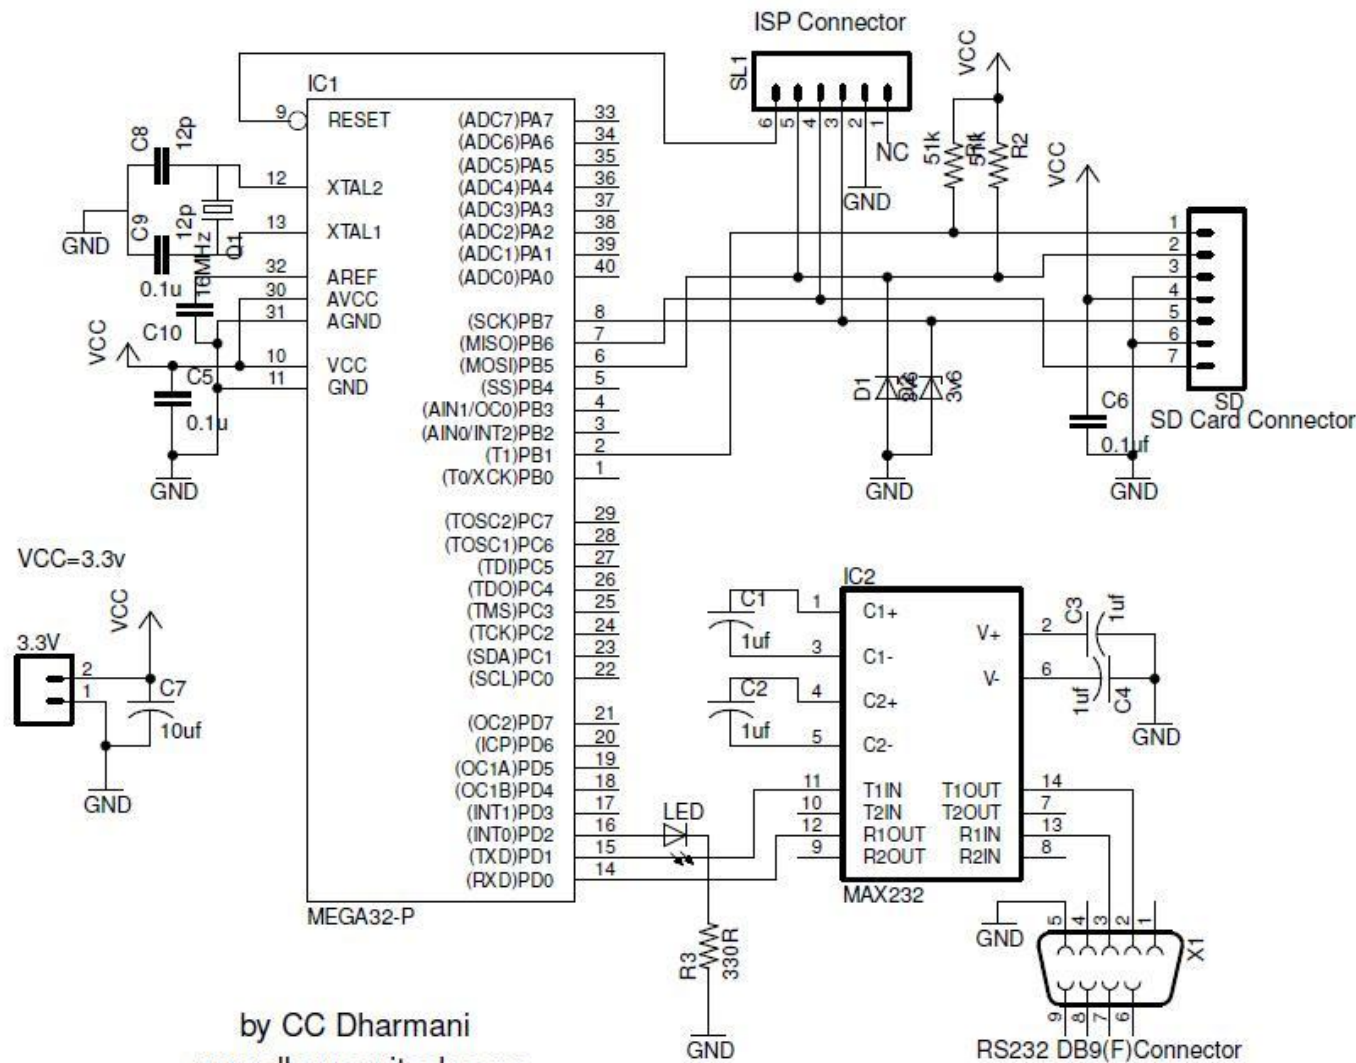 ISP Connector
SL1
6 5 4 3 2 1
NC
GND
VCC
51k
51k
R2
VCC
IC1
9 RESET
12 XTAL2
13 XTAL1
32 AREF
30 AVCC
31 AGND
10 VCC
11 GND
(ADC7)PA7 33
(ADC6)PA6 34
(ADC5)PA5 35
(ADC4)PA4 36
(ADC3)PA3 37
(ADC2)PA2 38
(ADC1)PA1 39
(ADC0)PA0 40
(SCK)PB7 8
(MISO)PB6 7
(MOSI)PB5 6
(SS)PB4 5
(AIN1/OC0)PB3 4
(AIN0/INT2)PB2 3
(T1)PB1 2
(T0/XCK)PB0 1
(TOSC2)PC7 29
(TOSC1)PC6 28
(TDI)PC5 27
(TDO)PC4 26
(TMS)PC3 25
(TCK)PC2 24
(SDA)PC1 23
(SCL)PC0 22
(OC2)PD7 21
(ICP)PD6 20
(OC1A)PD5 19
(OC1B)PD4 18
(INT1)PD3 17
(INT0)PD2 16
(TXD)PD1 15
(RXD)PD0 14
MEGA32-P
C8
12p
C9
12p
GND
Q1
16MHz
0.1u
C10
VCC
C5
0.1u
GND
1
2
3
4
5
6
7
SD
SD Card Connector
D1
3v6
GND
C6
0.1uf
GND
VCC=3.3v
VCC
3.3V
2
1
C7
10uf
GND
IC2
C1
1uf
C2
1uf
1 C1+
3 C1-
4 C2+
5 C2-
11 T1IN
10 T2IN
12 R1OUT
9 R2OUT
V+ 2
V- 6
T1OUT 14
T2OUT 7
R1IN 13
R2IN 8
MAX232
C3
1uf
1uf
C4
GND
LED
R3
330R
GND
GND
5 4 3 2 1
X1
9 8 7 6
RS232 DB9(F)Connector
by CC Dharmani